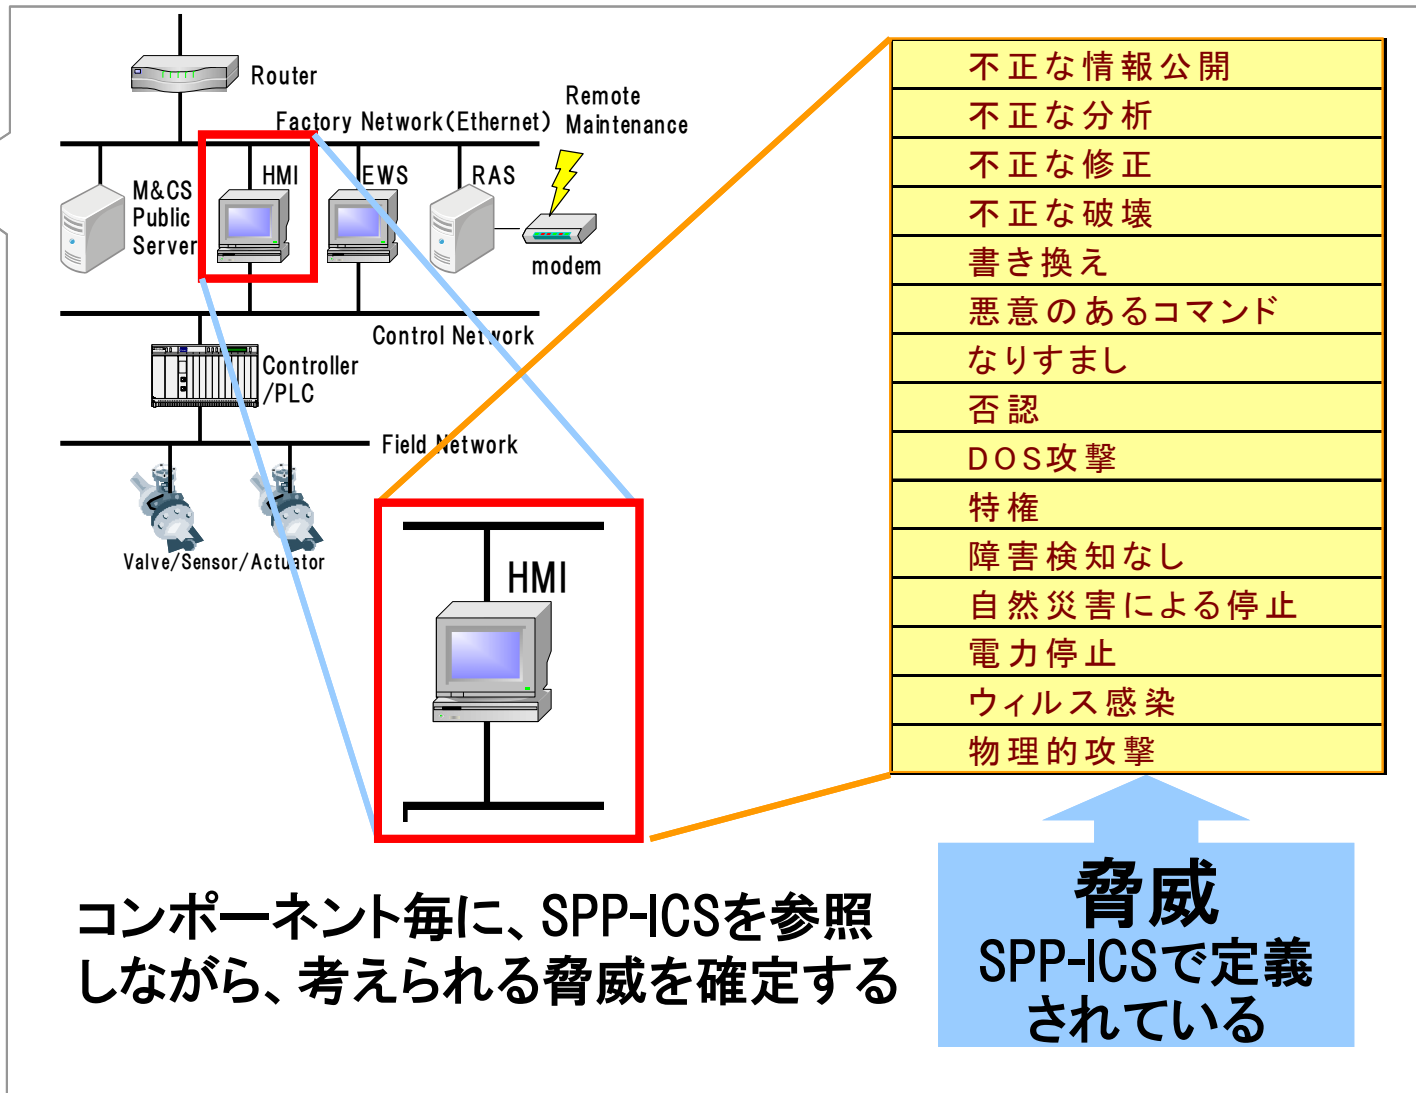 Router
Factory Network(Ethernet)
Remote
Maintenance
M&CS
Public
Server
HMI
EWS
RAS
modem
Control Network
Controller
/PLC
Field Network
Valve/Sensor/Actuator
HMI
不正な情報公開
不正な分析
不正な修正
不正な破壊
書き換え
悪意のあるコマンド
なりすまし
否認
DOS攻撃
特権
障害検知なし
自然災害による停止
電力停止
ウィルス感染
物理的攻撃
コンポーネント毎に、SPP-ICSを参照
しながら、考えられる脅威を確定する
脅威
SPP-ICSで定義
されている